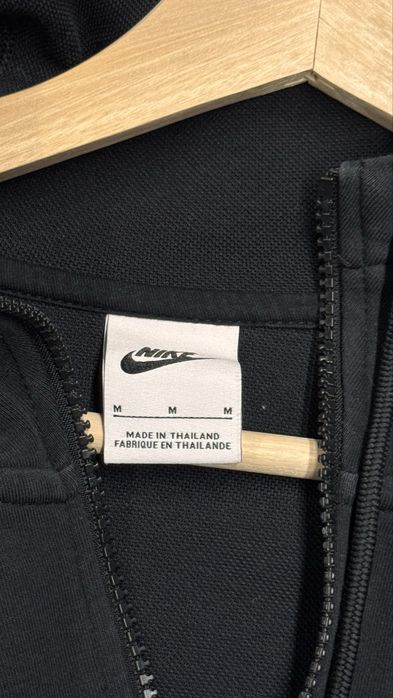 NIKE
M M M
MADE IN THAILAND
FABRIQUE EN THAILANDE